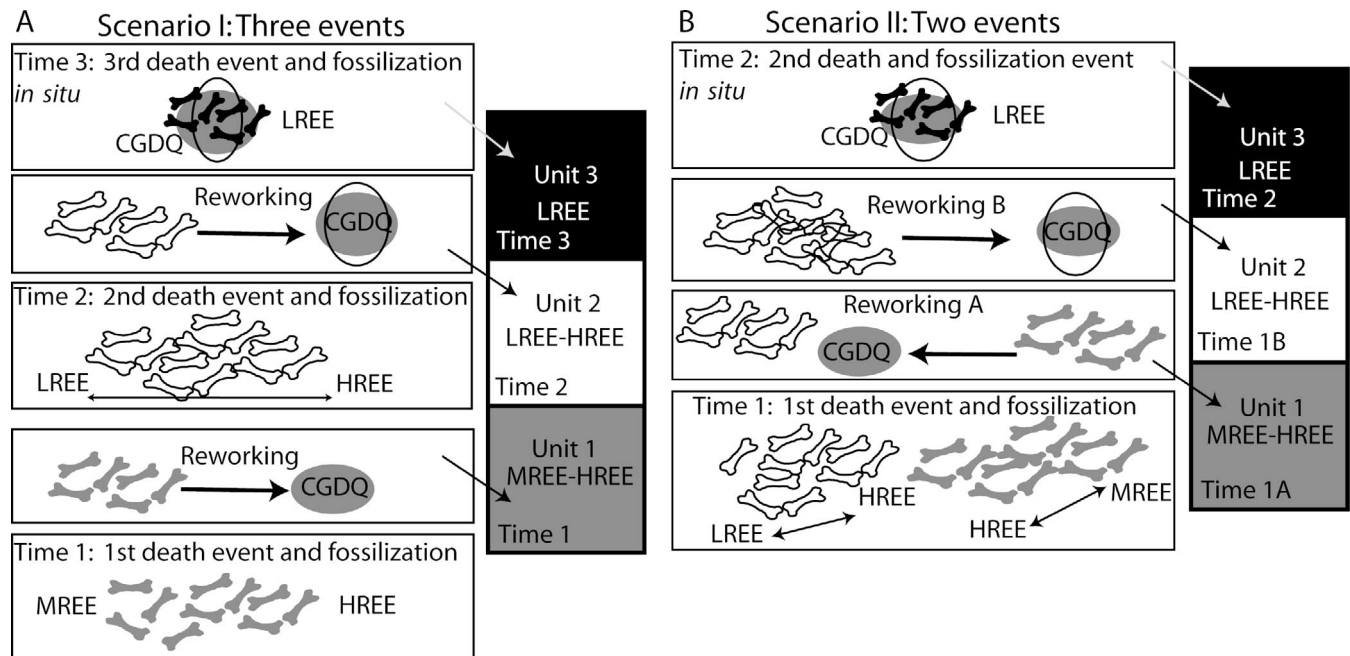 A
Scenario I: Three events
Time 3: 3rd death event and fossilization
in situ
LREE
CGDQ
Reworking
CGDQ
Time 2: 2nd death event and fossilization
LREE
HREE
Reworking
CGDQ
Time 1: 1st death event and fossilization
MREE
HREE
Unit 3
LREE
Time 3
Unit 2
LREE-HREE
Time 2
Unit 1
MREE-HREE
Time 1
B
Scenario II: Two events
Time 2: 2nd death and fossilization event
in situ
LREE
CGDQ
Reworking B
CGDQ
Reworking A
CGDQ
Time 1: 1st death event and fossilization
HREE
LREE
MREE
HREE
Unit 3
LREE
Time 2
Unit 2
LREE-HREE
Time 1B
Unit 1
MREE-HREE
Time 1A